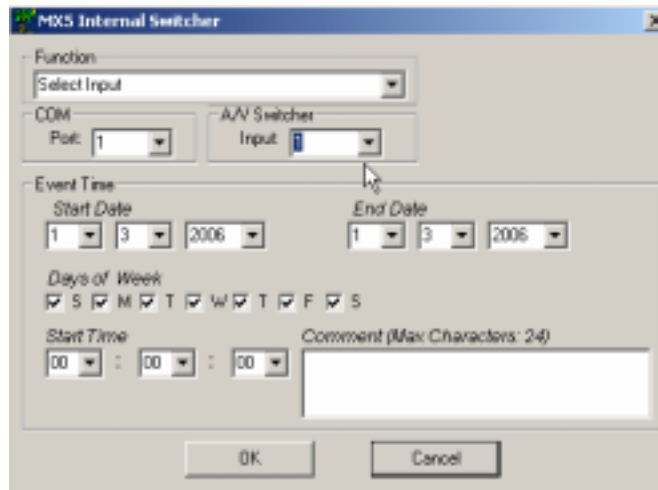 MXS Internal Switcher
Function
Select Input
COM
Port: 1
A/V Switcher
Input: 1
Event Time
Start Date
1 3 2006
End Date
1 3 2006
Days of Week
S M T W T F S
Start Time
00 : 00 : 00
Comment (Max Characters: 24)
OK
Cancel